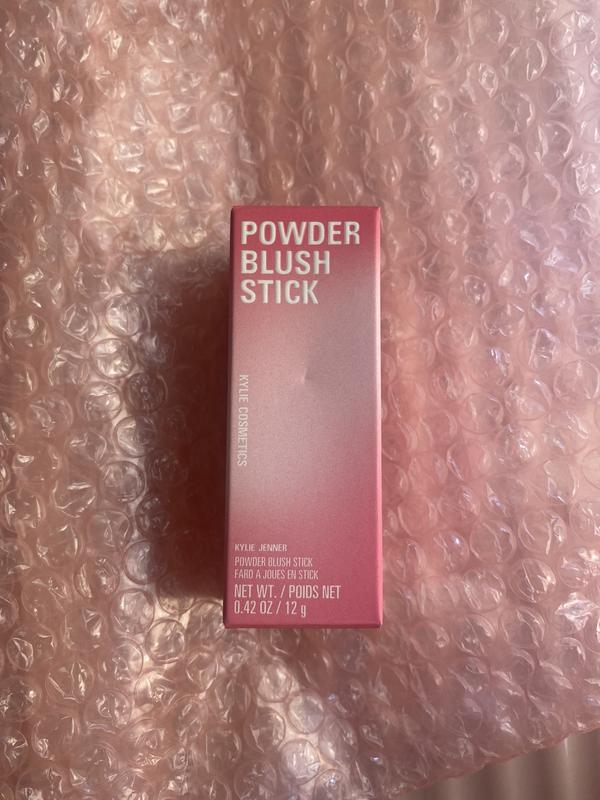 POWDER
BLUSH
STICK
KYLIE COSMETICS
KYLIE JENNER
POWDER BLUSH STICK
FARD A JOUES EN STICK
NET WT. / POIDS NET
0.42 OZ / 12 g